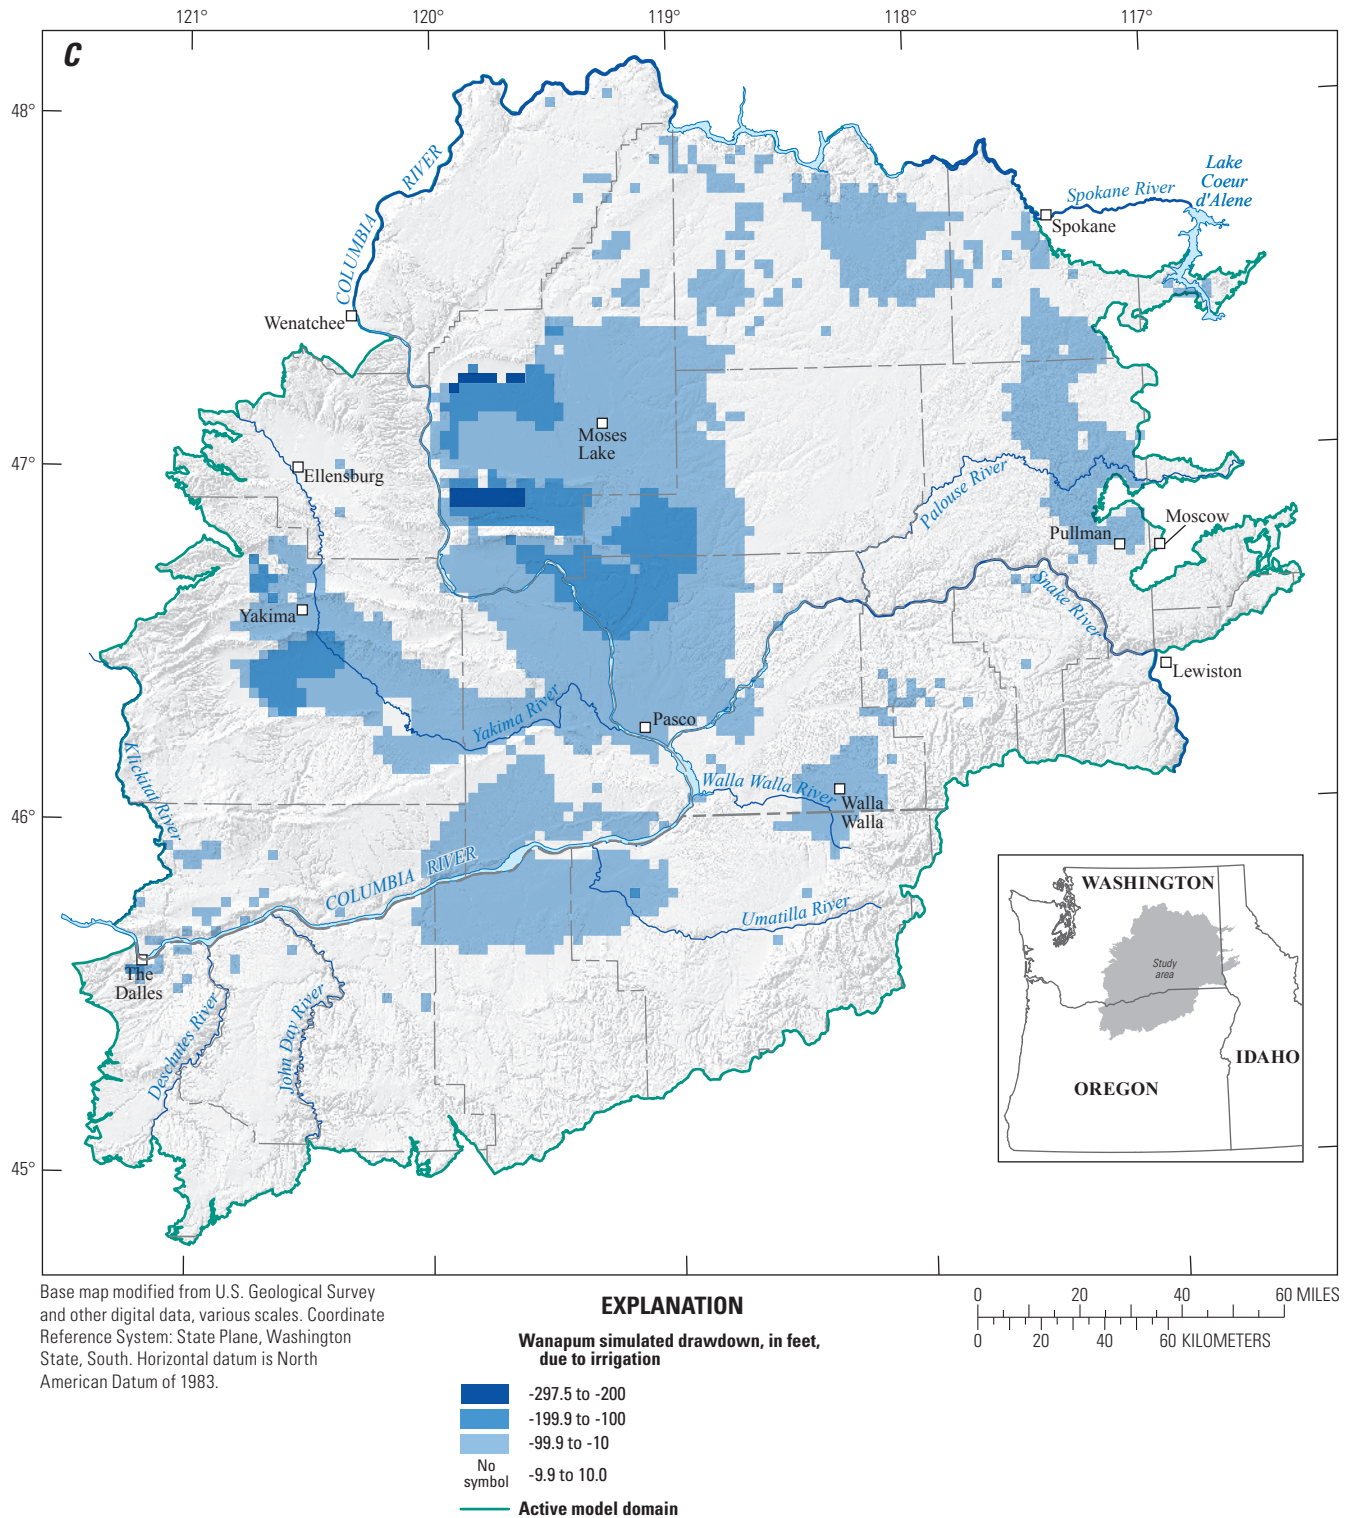 121°
120°
119°
118°
117°
C
48°
47°
46°
45°
COLUMBIA RIVER
Lake
Coeur
d'Alene
Spokane River
Spokane
Wenatchee
Moses
Lake
Ellensburg
Palouse River
Pullman
Moscow
Snake River
Yakima
Lewiston
Pasco
Yakima River
Klickitat River
Walla Walla River
Walla
Walla
COLUMBIA RIVER
Umatilla River
The
Dalles
Deschutes River
John Day River
WASHINGTON
Study
area
IDAHO
OREGON
Base map modified from U.S. Geological Survey
and other digital data, various scales. Coordinate
Reference System: State Plane, Washington
State, South. Horizontal datum is North
American Datum of 1983.
0 20 40 60 MILES
0 20 40 60 KILOMETERS
EXPLANATION
Wanapum simulated drawdown, in feet,
due to irrigation
-297.5 to -200
-199.9 to -100
-99.9 to -10
No
symbol
-9.9 to 10.0
Active model domain